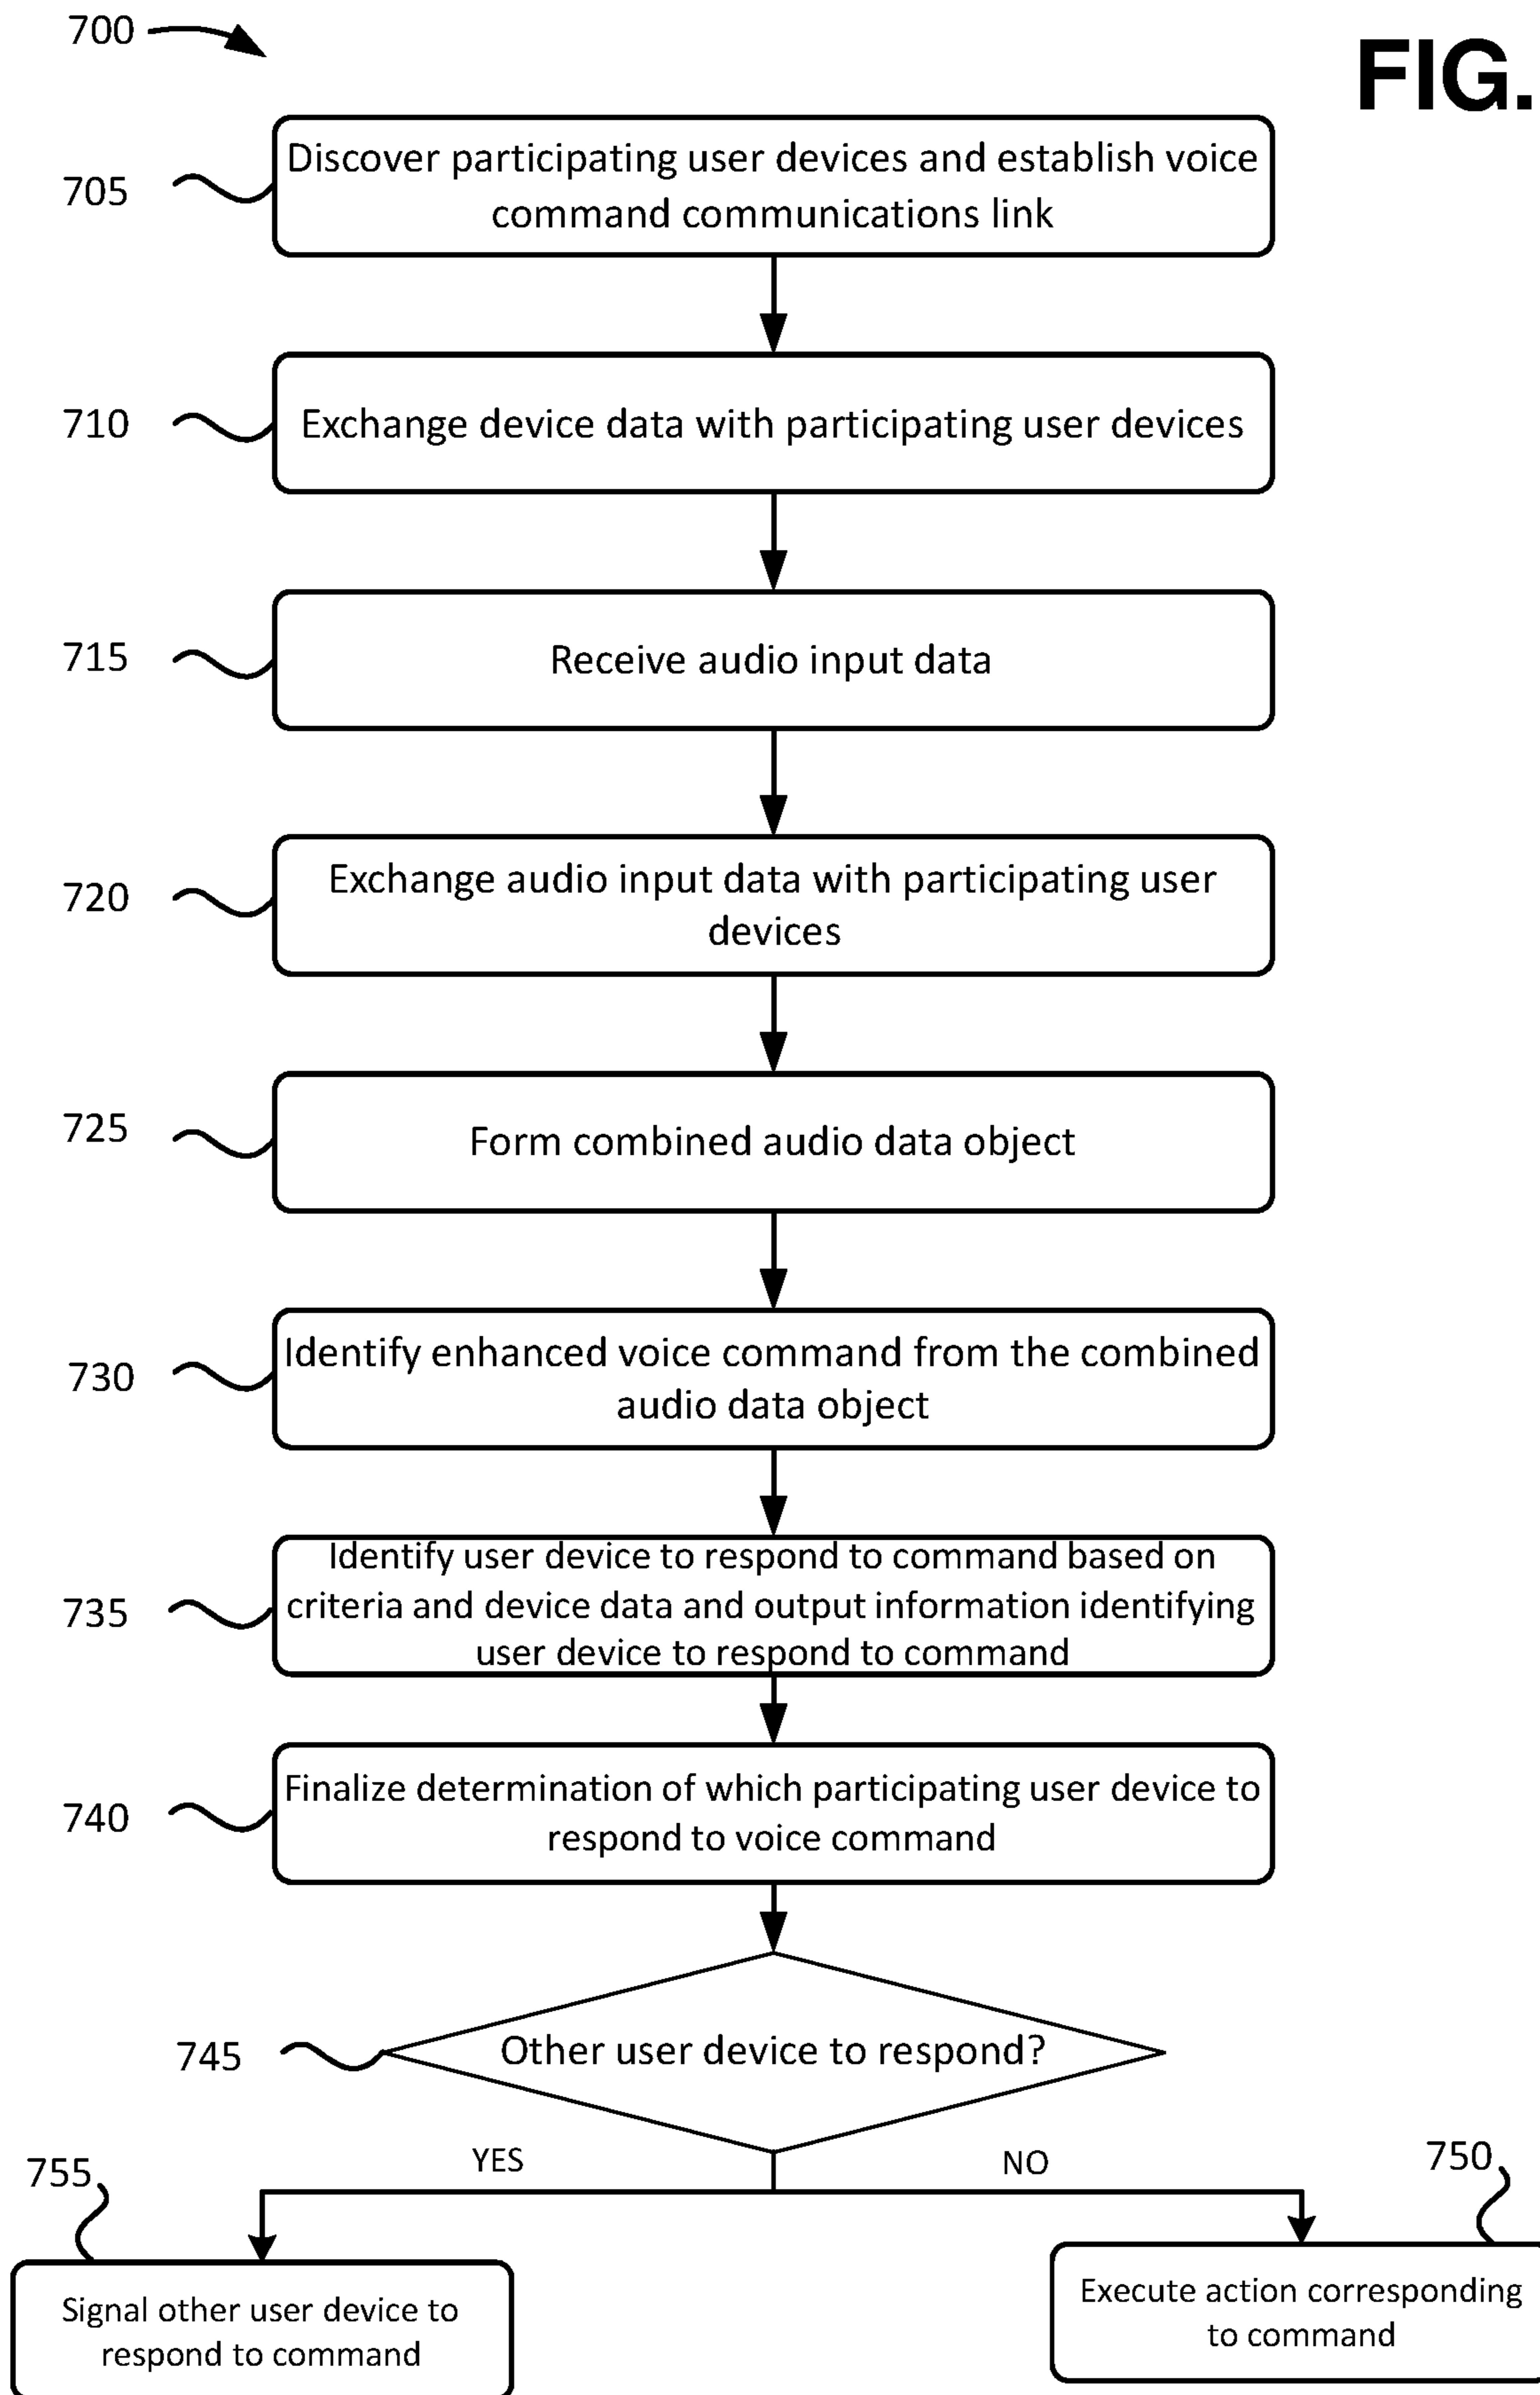 700
FIG.
705
Discover participating user devices and establish voice
command communications link
710
Exchange device data with participating user devices
715
Receive audio input data
720
Exchange audio input data with participating user
devices
725
Form combined audio data object
730
Identify enhanced voice command from the combined
audio data object
735
Identify user device to respond to command based on
criteria and device data and output information identifying
user device to respond to command
740
Finalize determination of which participating user device to
respond to voice command
745
Other user device to respond?
YES
NO
755
750
Signal other user device to
respond to command
Execute action corresponding
to command